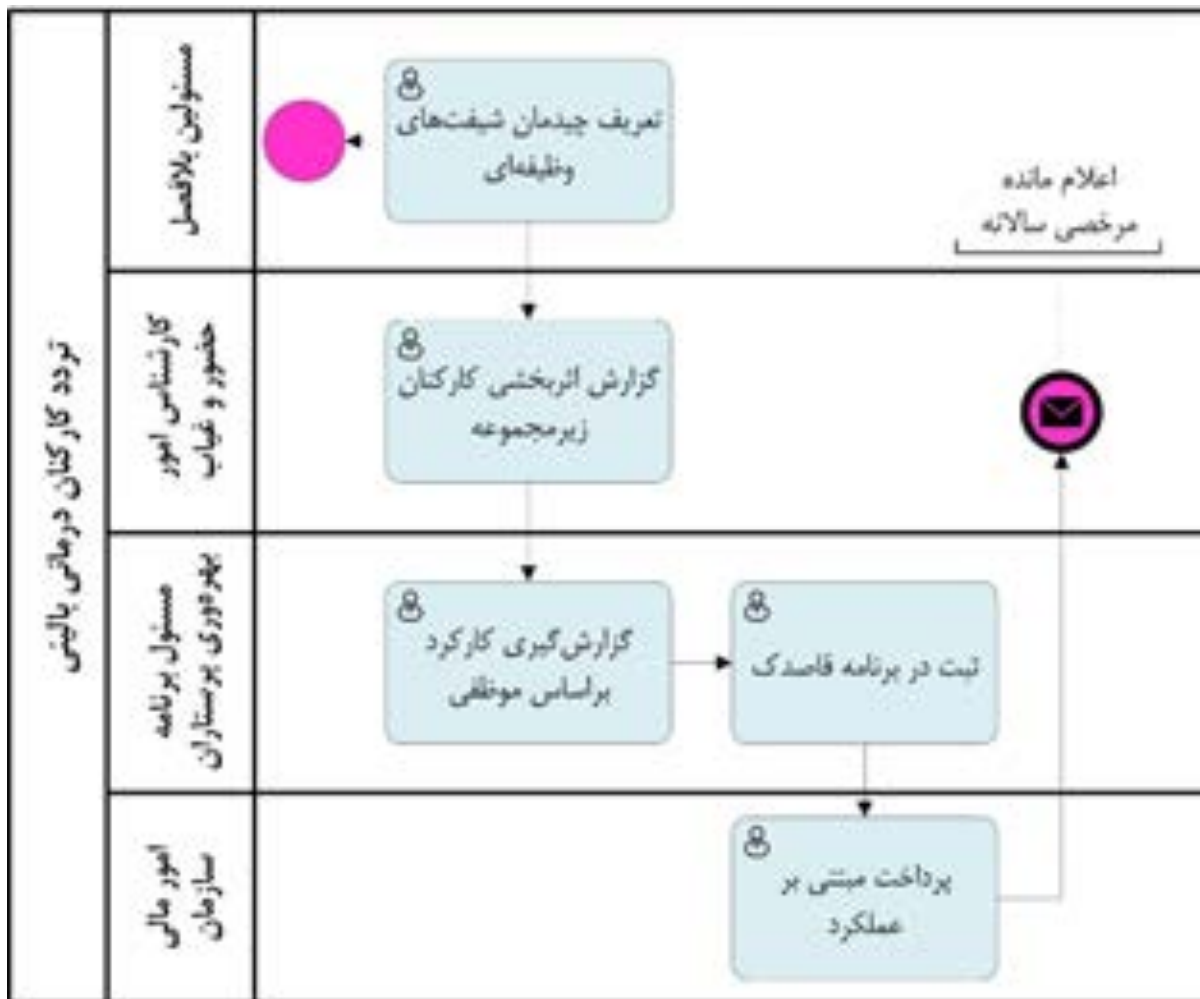 تردد کارکنان درمانی بالینی
مسئولین بلافصل
تعریف چیدمان شیفت‌های
وظیفه‌ای
اعلام مانده
مرخصی سالانه
کارشناس امور
حضور و غیاب
گزارش اثربخشی کارکنان
زیرمجموعه
مسئول برنامه
بهره‌وری پرستاران
گزارش‌گیری کارکرد
براساس موظفی
ثبت در برنامه قاصدک
امور مالی
سازمان
پرداخت مبتنی بر
عملکرد